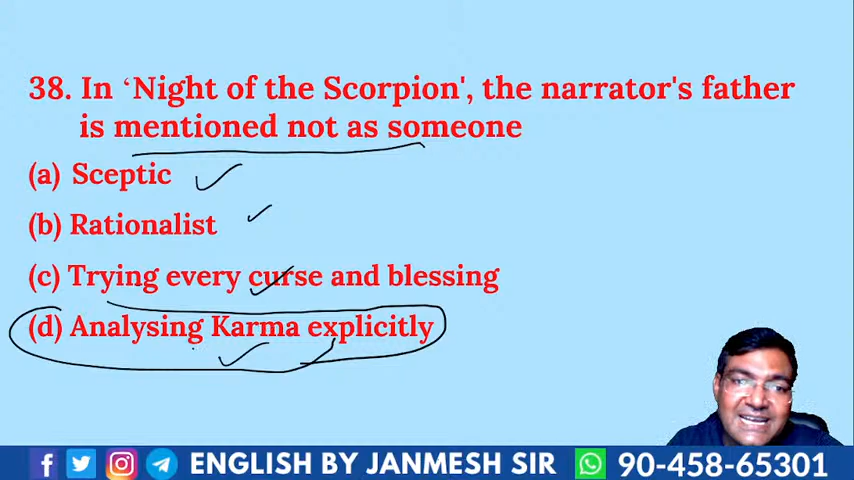 38. In ‘Night of the Scorpion', the narrator's father
is mentioned not as someone
(a) Sceptic
(b) Rationalist
(c) Trying every curse and blessing
(d) Analysing Karma explicitly
ENGLISH BY JANMESH SIR 90-458-65301